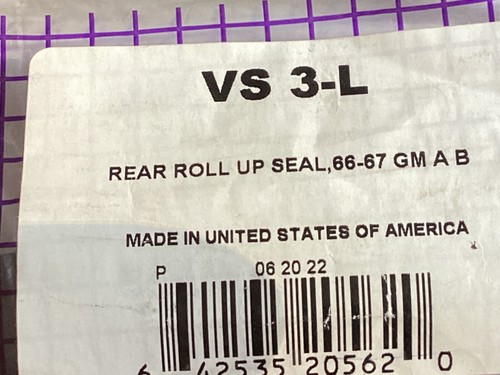 VS 3-L
REAR ROLL UP SEAL,66-67 GM A B
MADE IN UNITED STATES OF AMERICA
P 06 20 22
6 42535 20562 0